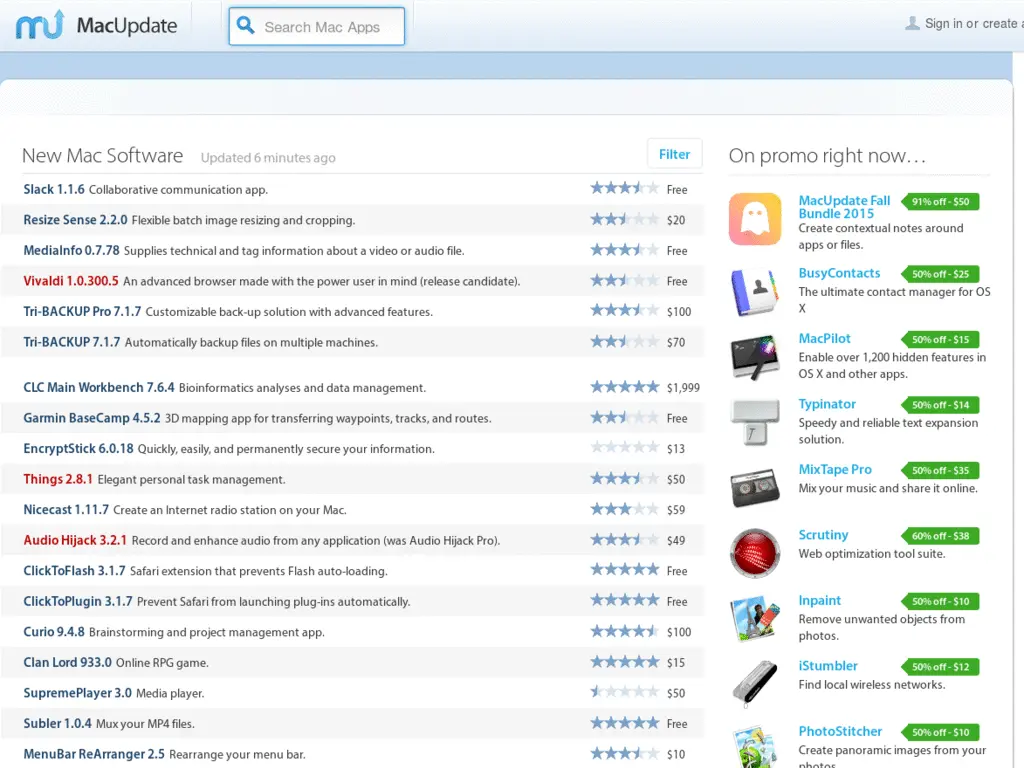 MacUpdate
Search Mac Apps
Sign in or create a
New Mac Software Updated 6 minutes ago
Filter
Slack 1.1.6 Collaborative communication app. Free
Resize Sense 2.2.0 Flexible batch image resizing and cropping. $20
MediaInfo 0.7.78 Supplies technical and tag information about a video or audio file. Free
Vivaldi 1.0.300.5 An advanced browser made with the power user in mind (release candidate). Free
Tri-BACKUP Pro 7.1.7 Customizable back-up solution with advanced features. $100
Tri-BACKUP 7.1.7 Automatically backup files on multiple machines. $70
CLC Main Workbench 7.6.4 Bioinformatics analyses and data management. $1,999
Garmin BaseCamp 4.5.2 3D mapping app for transferring waypoints, tracks, and routes. Free
EncryptStick 6.0.18 Quickly, easily, and permanently secure your information. $13
Things 2.8.1 Elegant personal task management. $50
Nicecast 1.11.7 Create an Internet radio station on your Mac. $59
Audio Hijack 3.2.1 Record and enhance audio from any application (was Audio Hijack Pro). $49
ClickToFlash 3.1.7 Safari extension that prevents Flash auto-loading. Free
ClickToPlugin 3.1.7 Prevent Safari from launching plug-ins automatically. Free
Curio 9.4.8 Brainstorming and project management app. $100
Clan Lord 933.0 Online RPG game. $15
SupremePlayer 3.0 Media player. $50
Subler 1.0.4 Mux your MP4 files. Free
MenuBar ReArranger 2.5 Rearrange your menu bar. $10
On promo right now…
MacUpdate Fall 91% off - $50
Bundle 2015
Create contextual notes around
apps or files.
BusyContacts 50% off - $25
The ultimate contact manager for OS
X
MacPilot 50% off - $15
Enable over 1,200 hidden features in
OS X and other apps.
Typinator 50% off - $14
Speedy and reliable text expansion
solution.
MixTape Pro 50% off - $35
Mix your music and share it online.
Scrutiny 60% off - $38
Web optimization tool suite.
Inpaint 50% off - $10
Remove unwanted objects from
photos.
iStumbler 50% off - $12
Find local wireless networks.
PhotoStitcher 50% off - $10
Create panoramic images from your
photos.